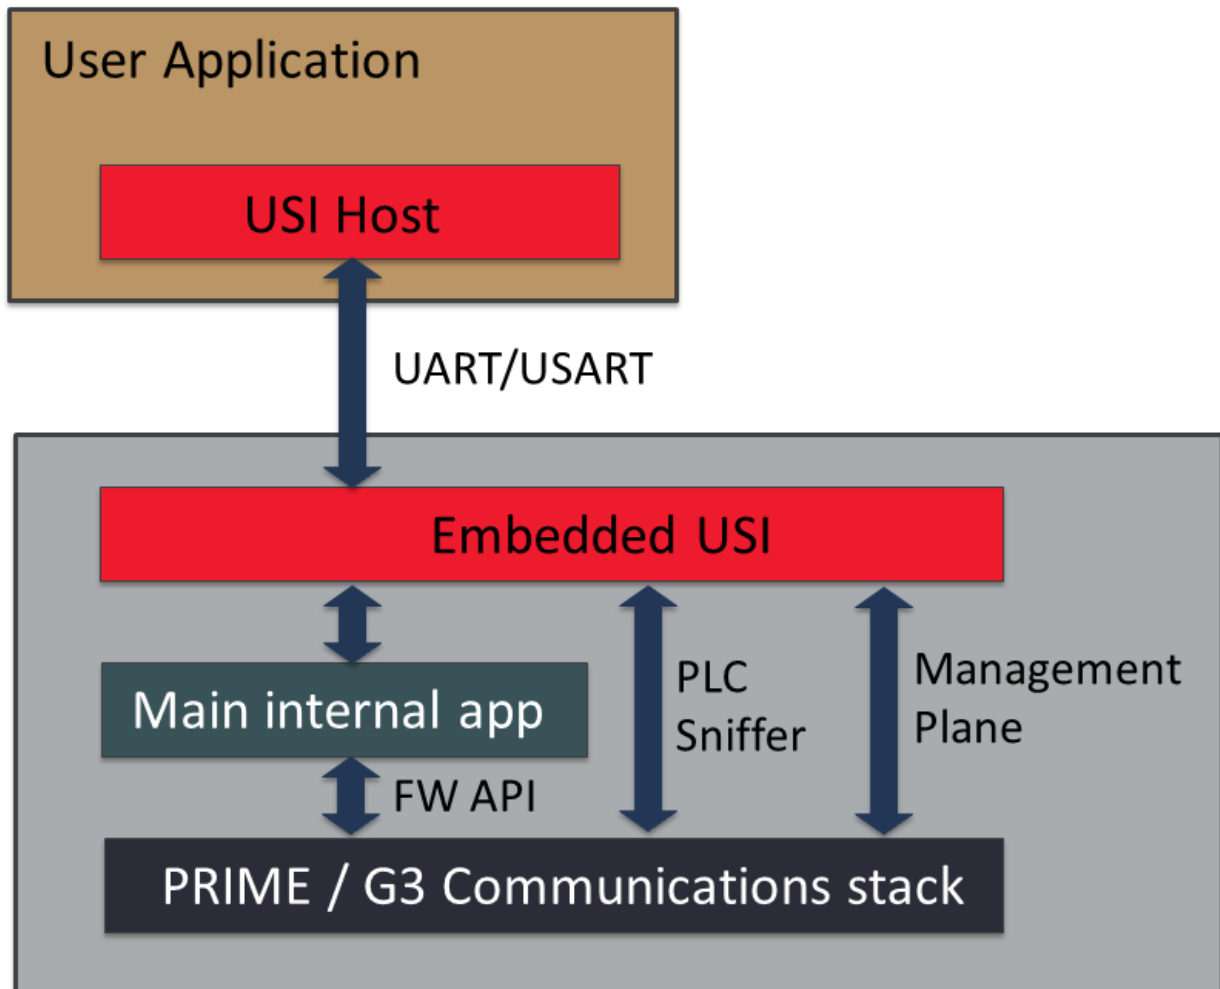 User Application
USI Host
UART/USART
Embedded USI
PLC
Sniffer
Management
Plane
Main internal app
FW API
PRIME / G3 Communications stack